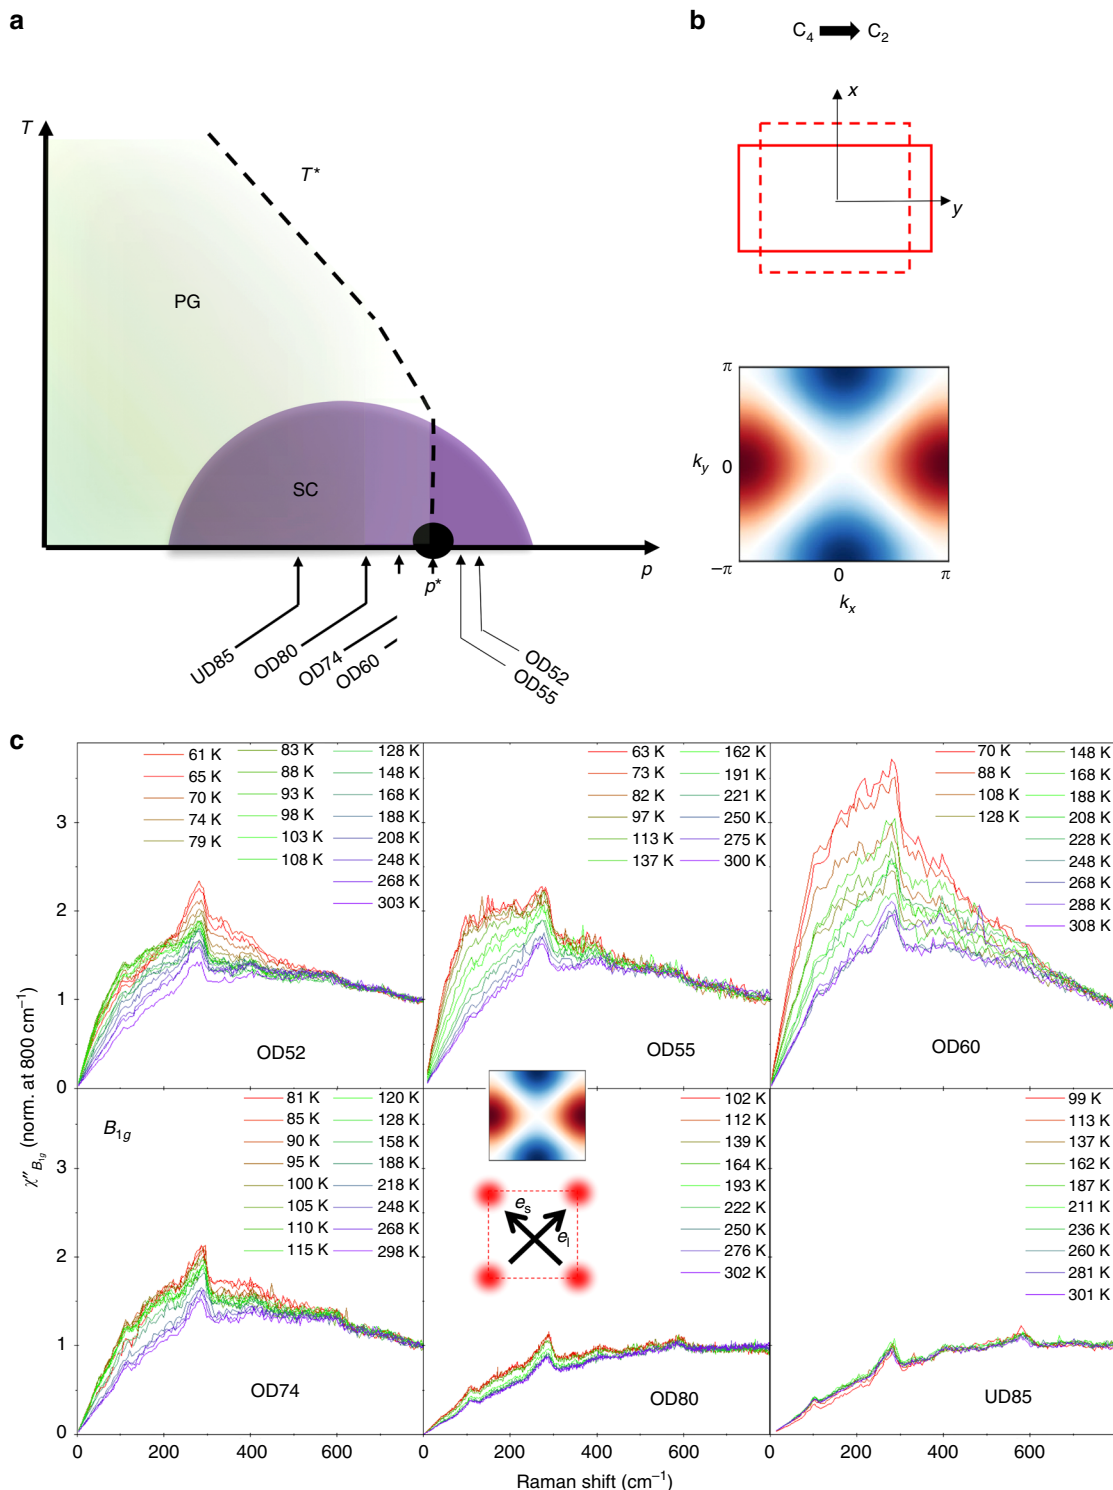 a
T
T*
PG
SC
p
p*
UD85
OD80
OD74
OD60
OD52
OD55
b
C₄ C₂
x
y
π
k_y 0
−π
0
π
k_x
c
χ″_B₁g (norm. at 800 cm⁻¹)
3
2
1
0
61 K
65 K
70 K
74 K
79 K
83 K
88 K
93 K
98 K
103 K
108 K
128 K
148 K
168 K
188 K
208 K
248 K
268 K
303 K
OD52
63 K
73 K
82 K
97 K
113 K
137 K
162 K
191 K
221 K
250 K
275 K
300 K
OD55
70 K
88 K
108 K
128 K
148 K
168 K
188 K
208 K
228 K
248 K
268 K
288 K
308 K
OD60
3
2
1
0
B₁g
81 K
85 K
90 K
95 K
100 K
105 K
110 K
115 K
120 K
128 K
158 K
188 K
218 K
248 K
268 K
298 K
OD74
e_s
e_l
102 K
112 K
139 K
164 K
193 K
222 K
250 K
276 K
302 K
OD80
99 K
113 K
137 K
162 K
187 K
211 K
236 K
260 K
281 K
301 K
UD85
0 200 400 600 0 200 400 600 0 200 400 600
Raman shift (cm⁻¹)